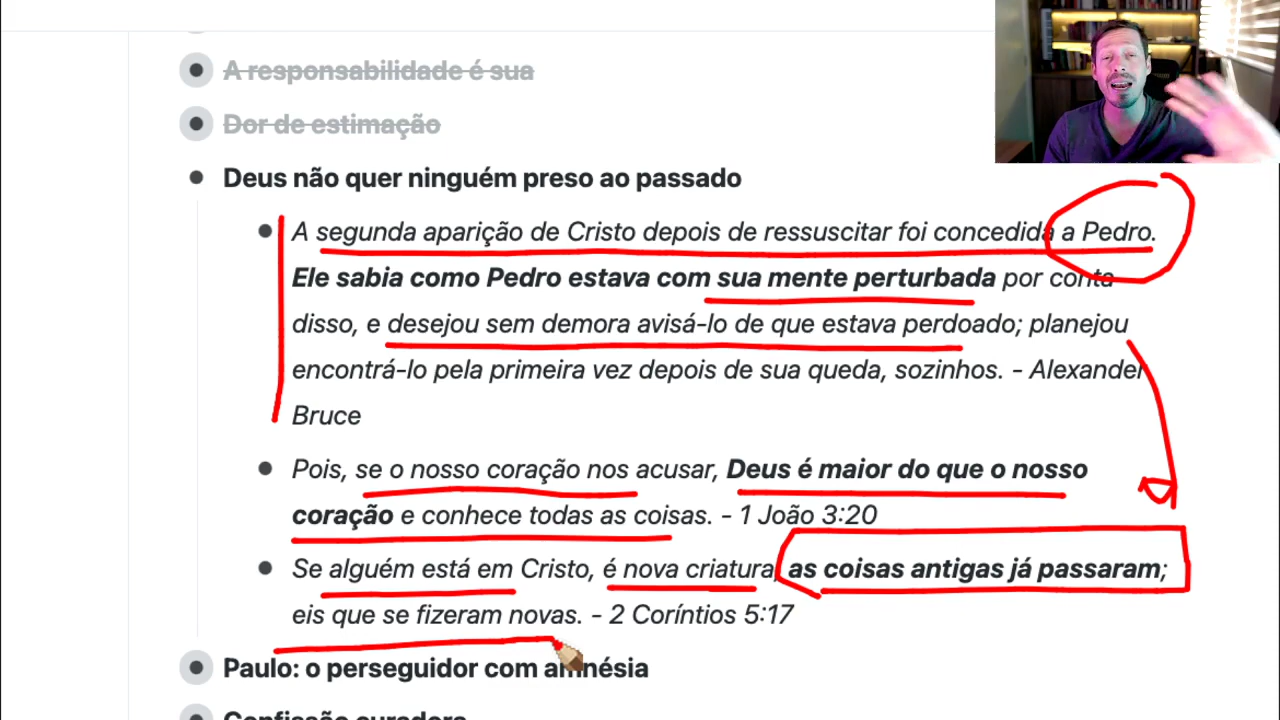 A responsabilidade é sua
Dor de estimação
Deus não quer ninguém preso ao passado
A segunda aparição de Cristo depois de ressuscitar foi concedida a Pedro.
Ele sabia como Pedro estava com sua mente perturbada por conta
disso, e desejou sem demora avisá-lo de que estava perdoado; planejou
encontrá-lo pela primeira vez depois de sua queda, sozinhos. - Alexander
Bruce
Pois, se o nosso coração nos acusar, Deus é maior do que o nosso
coração e conhece todas as coisas. - 1 João 3:20
Se alguém está em Cristo, é nova criatura, as coisas antigas já passaram;
eis que se fizeram novas. - 2 Coríntios 5:17
Paulo: o perseguidor com amnésia
Confissão curadora